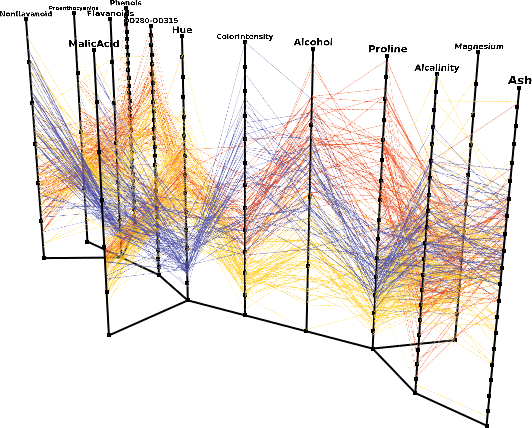 Nonflavanoid
Proanthocyanins
Phenols
Flavanoids
OD280-OD315
MalicAcid
Hue
ColorIntensity
Alcohol
Proline
Magnesium
Alcalinity
Ash